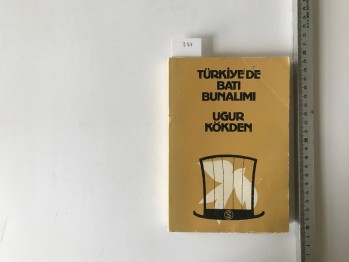 TÜRKİYE'DE
BATI
BUNALIMI
UĞUR
KÖKDEN